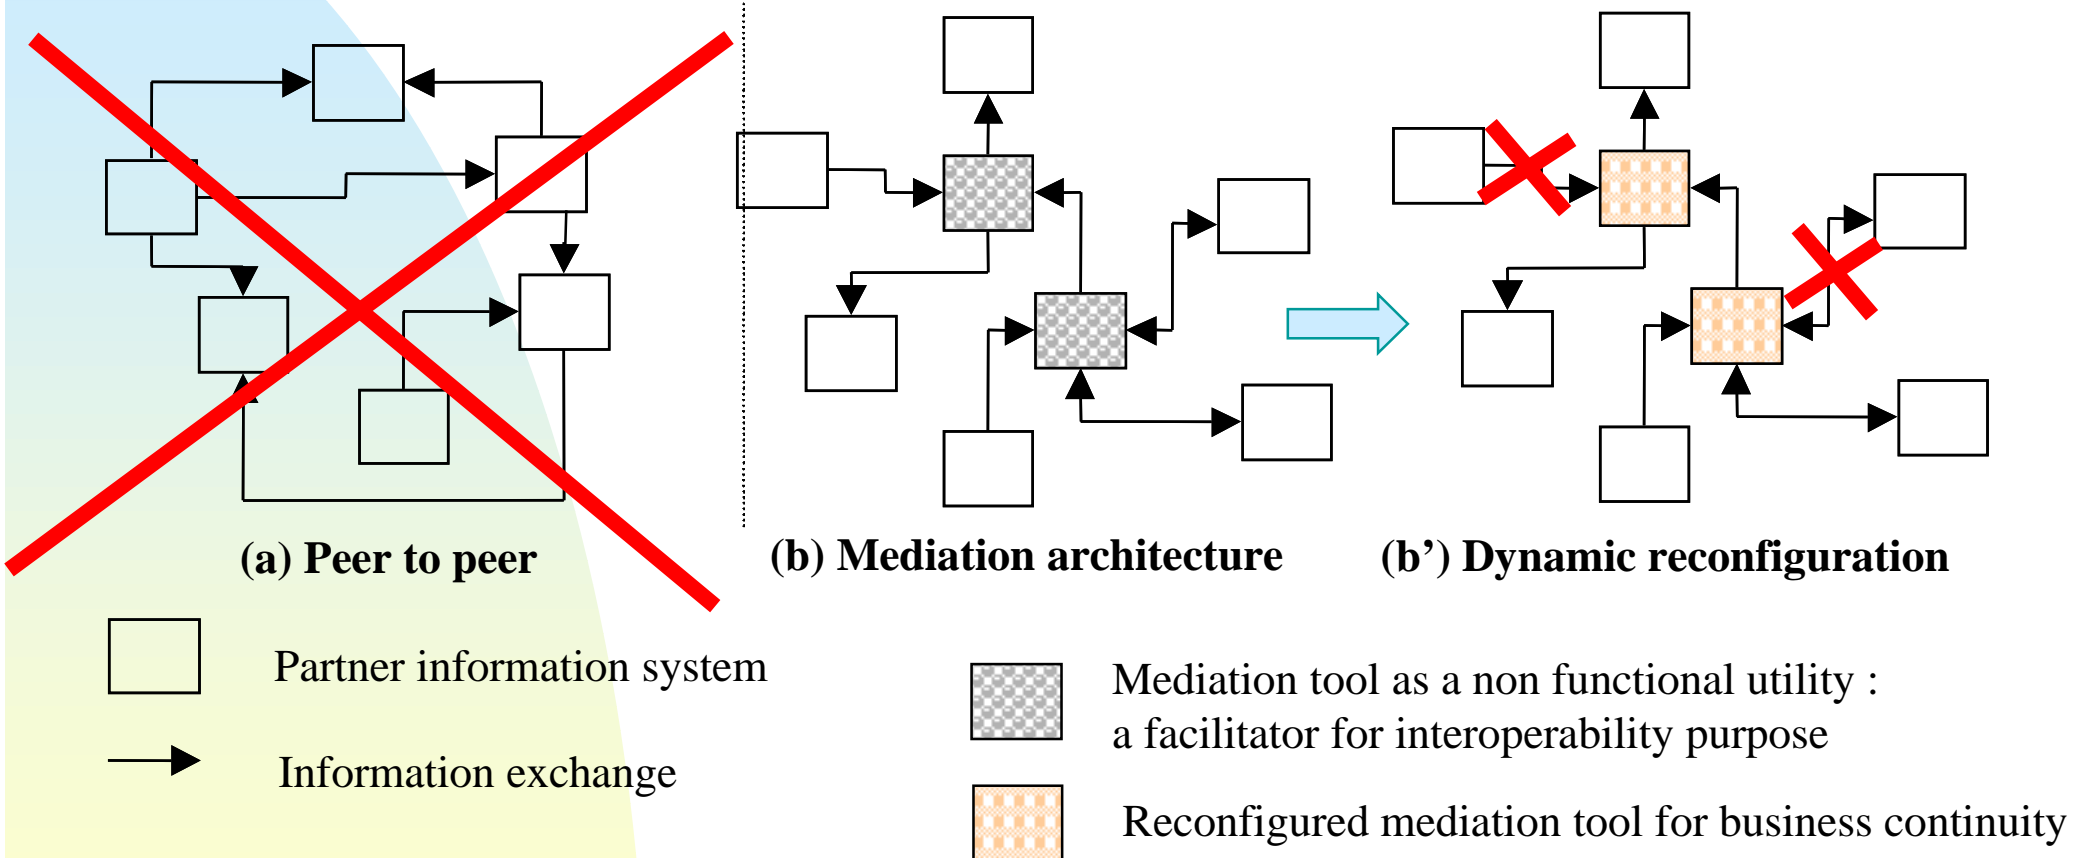 (a) Peer to peer
(b) Mediation architecture
(b’) Dynamic reconfiguration
Partner information system
Information exchange
Mediation tool as a non functional utility :
a facilitator for interoperability purpose
Reconfigured mediation tool for business continuity